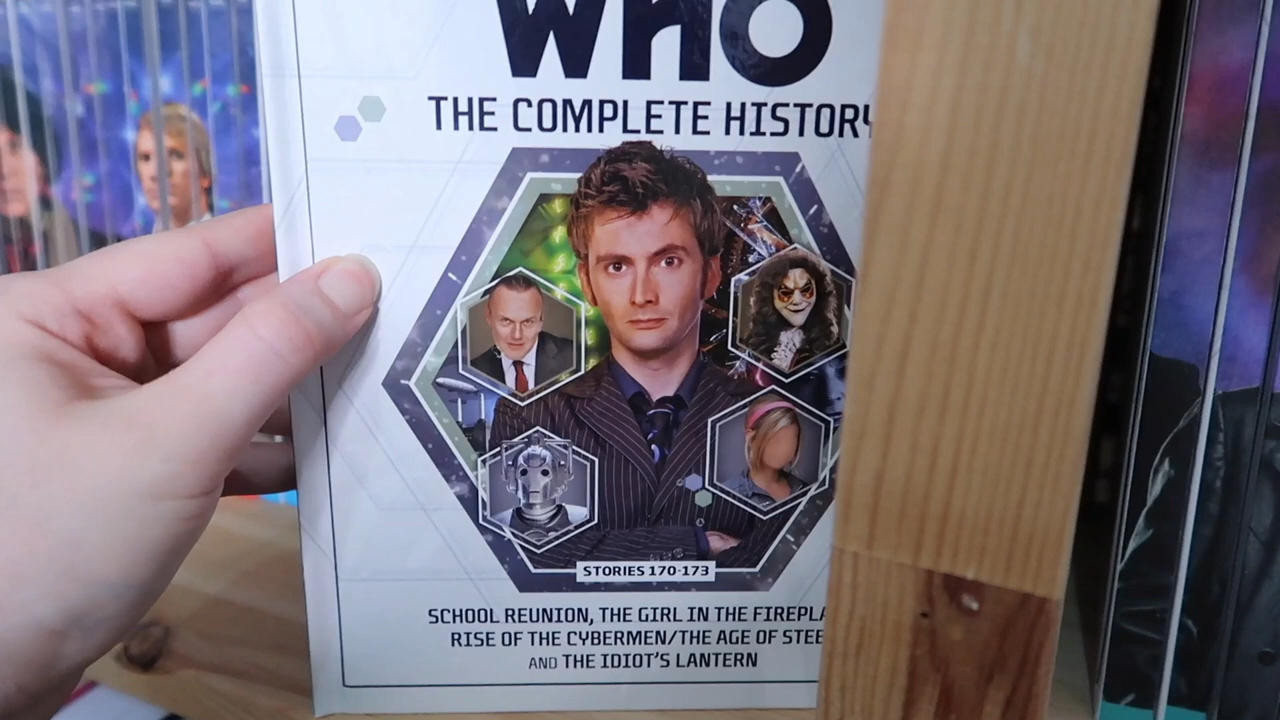 WHO
THE COMPLETE HISTORY
STORIES 170-173
SCHOOL REUNION, THE GIRL IN THE FIREPLA
RISE OF THE CYBERMEN/THE AGE OF STEE
AND THE IDIOT'S LANTERN